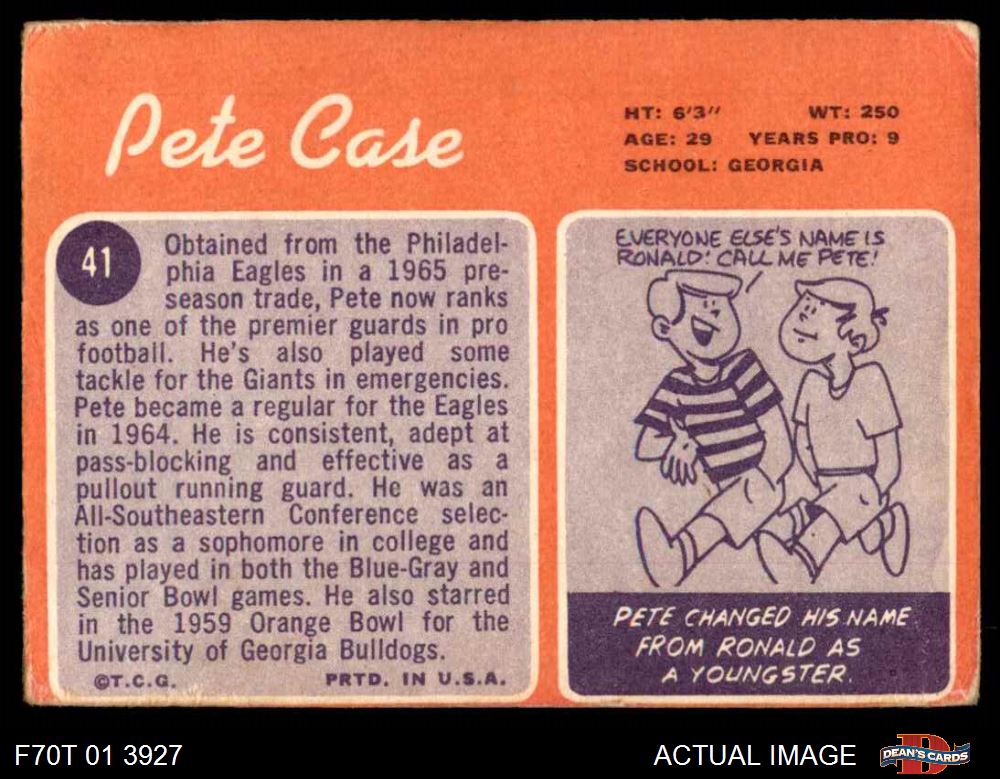 Pete Case
HT: 6'3" WT: 250
AGE: 29 YEARS PRO: 9
SCHOOL: GEORGIA
41
Obtained from the Philadel-
phia Eagles in a 1965 pre-
season trade, Pete now ranks
as one of the premier guards in pro
football. He's also played some
tackle for the Giants in emergencies.
Pete became a regular for the Eagles
in 1964. He is consistent, adept at
pass-blocking and effective as a
pullout running guard. He was an
All-Southeastern Conference selec-
tion as a sophomore in college and
has played in both the Blue-Gray and
Senior Bowl games. He also starred
in the 1959 Orange Bowl for the
University of Georgia Bulldogs.
©T.C.G. PRTD. IN U.S.A.
EVERYONE ELSE'S NAME IS
RONALD! CALL ME PETE!
PETE CHANGED HIS NAME
FROM RONALD AS
A YOUNGSTER.
F70T 01 3927
ACTUAL IMAGE
DEAN'S CARDS